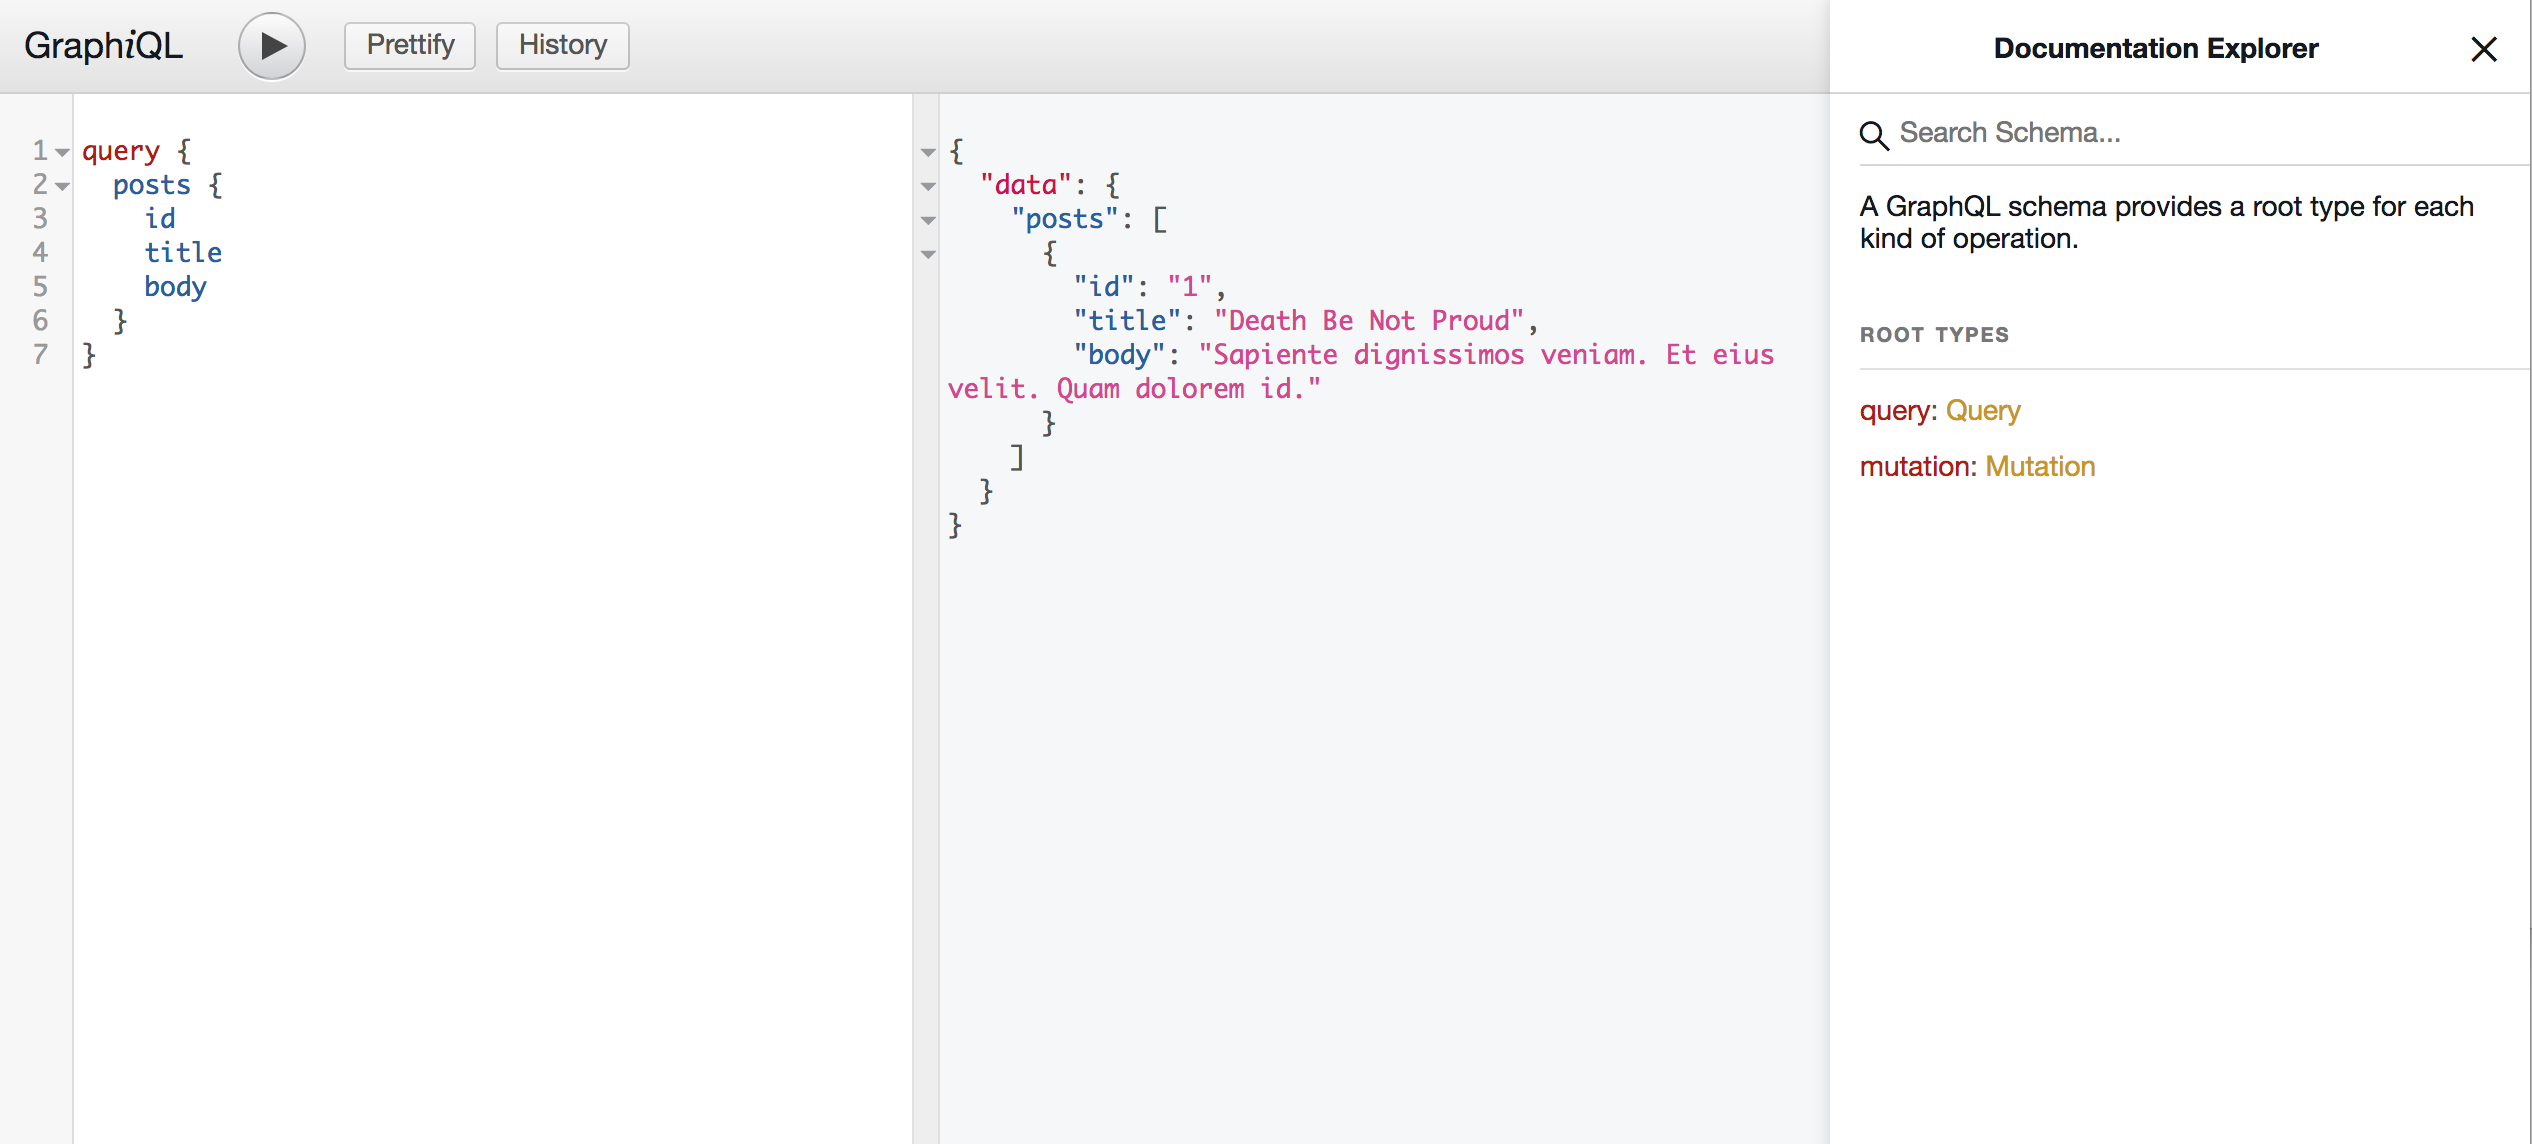 GraphiQL
Prettify
History
1 query {
2 posts {
3 id
4 title
5 body
6 }
7 }
{
"data": {
"posts": [
{
"id": "1",
"title": "Death Be Not Proud",
"body": "Sapiente dignissimos veniam. Et eius
velit. Quam dolorem id."
}
]
}
}
Documentation Explorer
Search Schema...
A GraphQL schema provides a root type for each
kind of operation.
ROOT TYPES
query: Query
mutation: Mutation